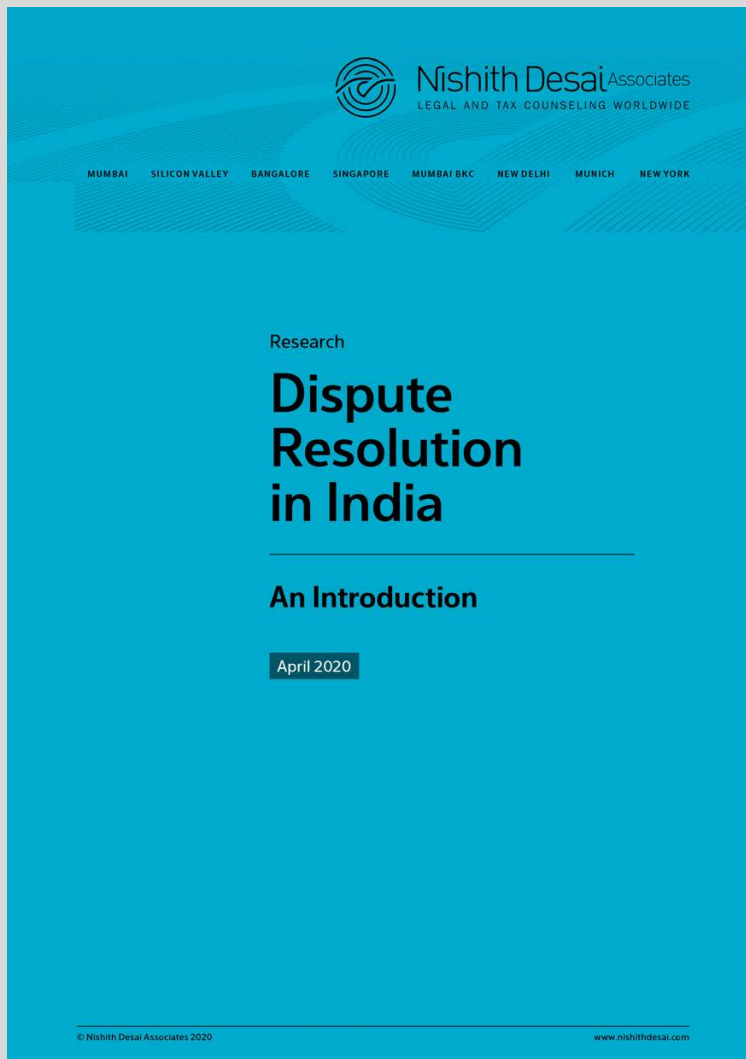 Nishith Desai Associates
LEGAL AND TAX COUNSELING WORLDWIDE
MUMBAI SILICON VALLEY BANGALORE SINGAPORE MUMBAI BKC NEW DELHI MUNICH NEW YORK
Research
Dispute
Resolution
in India
An Introduction
April 2020
© Nishith Desai Associates 2020 www.nishithdesai.com